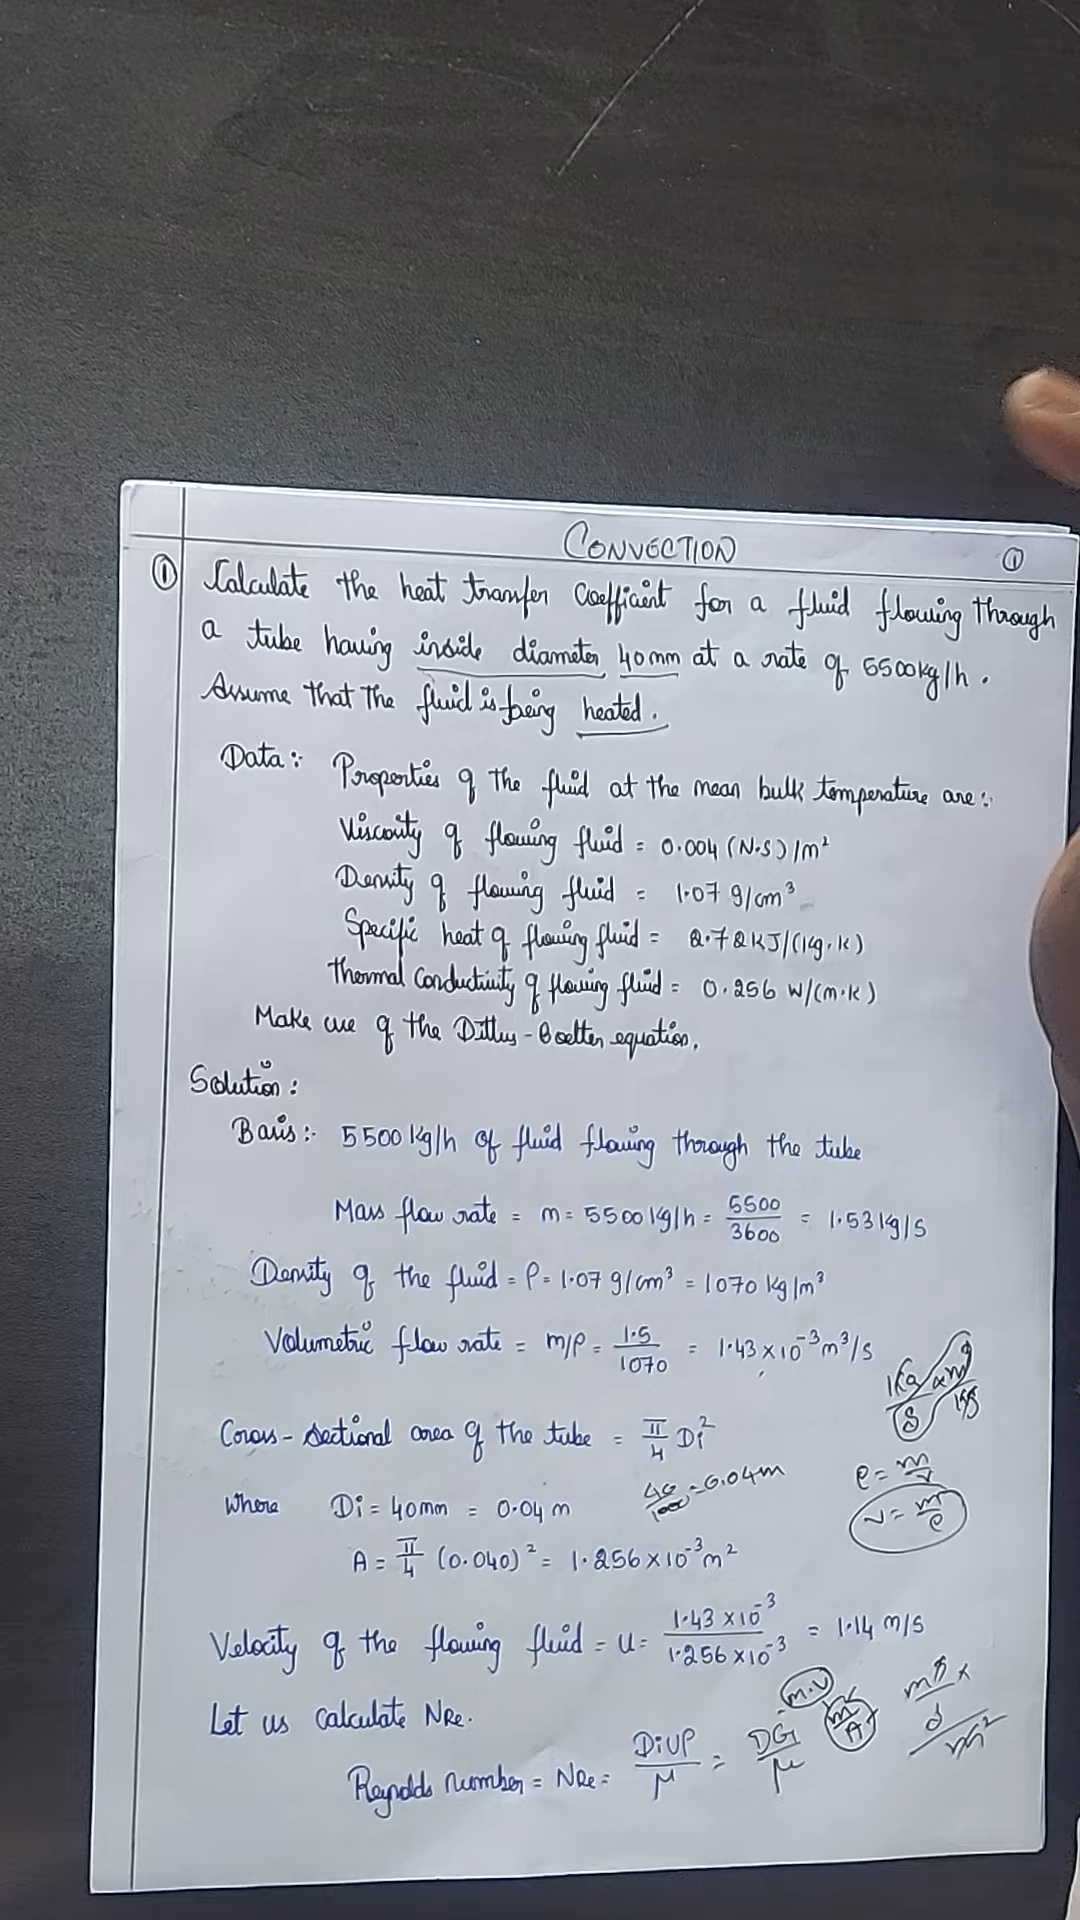 CONVECTION
①
① Calculate the heat transfer Coefficient for a fluid flowing through
a tube having inside diameter 40mm at a rate of 5500kg/h.
Assume that the fluid is being heated.
Data:- Properties of the fluid at the mean bulk temperature are:-
Viscosity of flowing fluid = 0.004 (N.S)/m²
Density of flowing fluid = 1.07 g/cm³
Specific heat of flowing fluid = 2.72KJ/(kg.k)
Thermal Conductivity of flowing fluid = 0.256 W/(m.k)
Make use of the Dittus-Boelter equation.
Solution:
Basis:- 5500 kg/h of fluid flowing through the tube
Mass flow rate = m = 5500 kg/h = 5500/3600 = 1.53 kg/s
Density of the fluid = ρ = 1.07 g/cm³ = 1070 kg/m³
Volumetric flow rate = m/ρ = 1.5/1070 = 1.43 × 10⁻³ m³/s
Cross-sectional area of the tube = π/4 Di²
Where Di = 40mm = 0.04 m
40/1000 = 0.04m
ρ = m/v
v = m/ρ
A = π/4 (0.040)² = 1.256 × 10⁻³ m²
Velocity of the flowing fluid = u = 1.43 × 10⁻³/1.256 × 10⁻³ = 1.14 m/s
Let us calculate NRe.
Reynolds number = NRe = DiUρ/μ = DG/μ